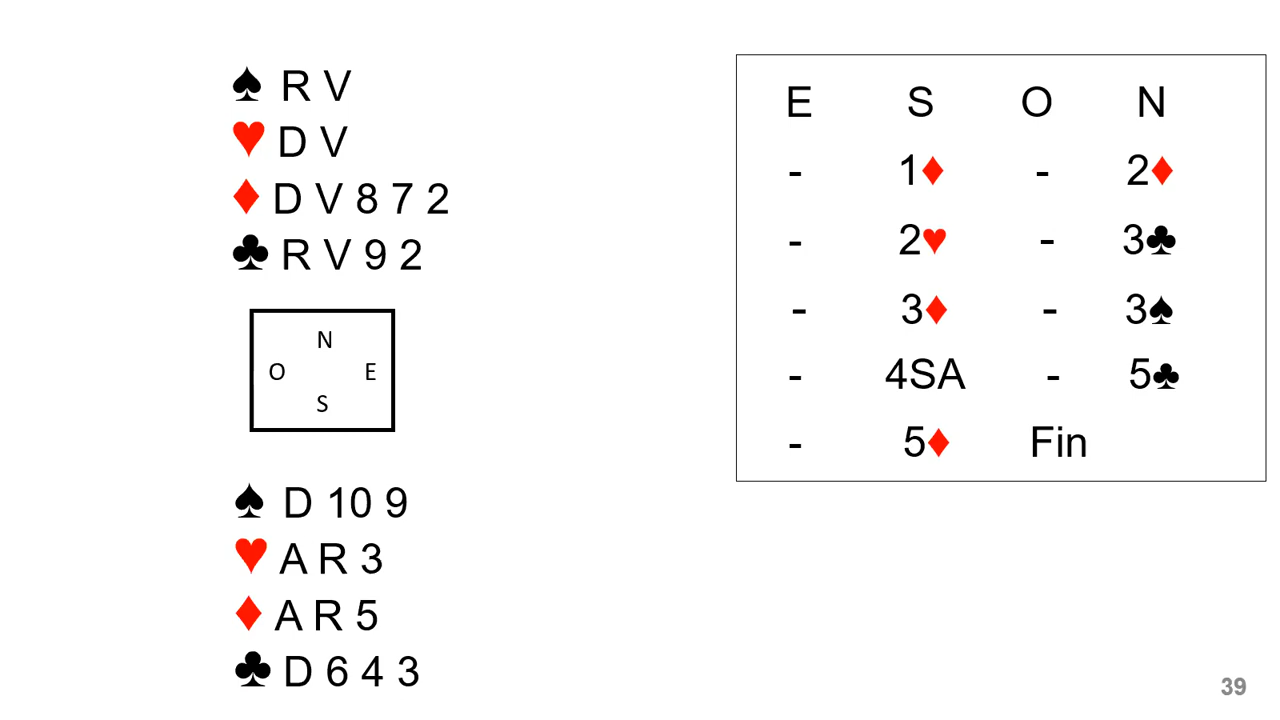 ♠ R V
♥ D V
♦ D V 8 7 2
♣ R V 9 2
N
O E
S
♠ D 10 9
♥ A R 3
♦ A R 5
♣ D 6 4 3
E S O N
- 1♦ - 2♦
- 2♥ - 3♣
- 3♦ - 3♠
- 4SA - 5♣
- 5♦ Fin
39